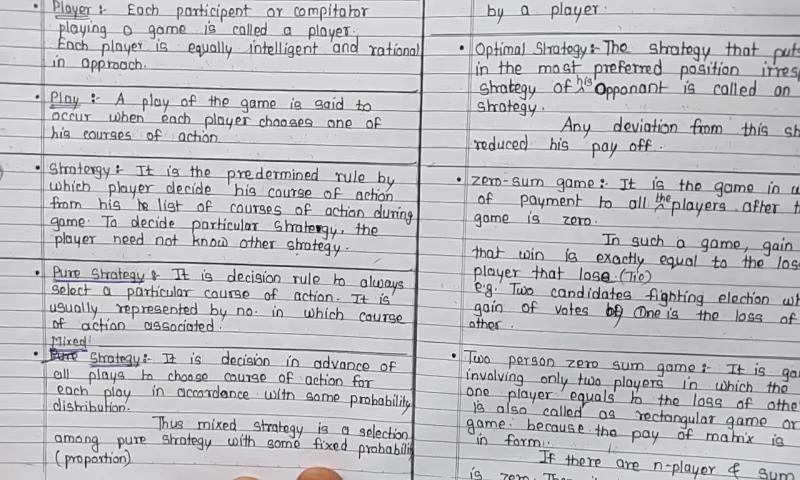 • Player :- Each participent or compitator
playing a game is called a player.
Each player is equally intelligent and rational
in approach.
• Play :- A play of the game is said to
occur when each player chooses one of
his courses of action
• Stratergy :- It is the predermined rule by
which player decide his course of action
from his list of courses of action during
game. To decide particular strategy, the
player need not know other strategy.
• Pure Strategy :- It is decision rule to always
select a particular course of action. It is
usually represented by no. in which course
of action associated.
Mixed
• Pure Strategy :- It is decision in advance of
all plays to choose course of action for
each play in accordance with some probability
distribution.
Thus mixed strategy is a selection
among pure strategy with some fixed probabilit
(proportion)
by a player.
• Optimal Strategy :- The strategy that puts
in the most preferred position irres
strategy of his Opponant is called an
strategy.
Any deviation from this st
reduced his pay off.
• zero-sum game :- It is the game in w
of payment to all the players after t
game is zero.
In such a game, gain
that win is exactly equal to the los
player that lose. (Tie)
e.g. Two candidates fighting election wh
gain of votes by One is the loss of
other.
• Two person zero sum game :- It is ga
involving only two players in which the
one player equals to the loss of othe
is also called as rectangular game or
game. because the pay of matrix is
in form.
If there are n-player & sum
is zero.